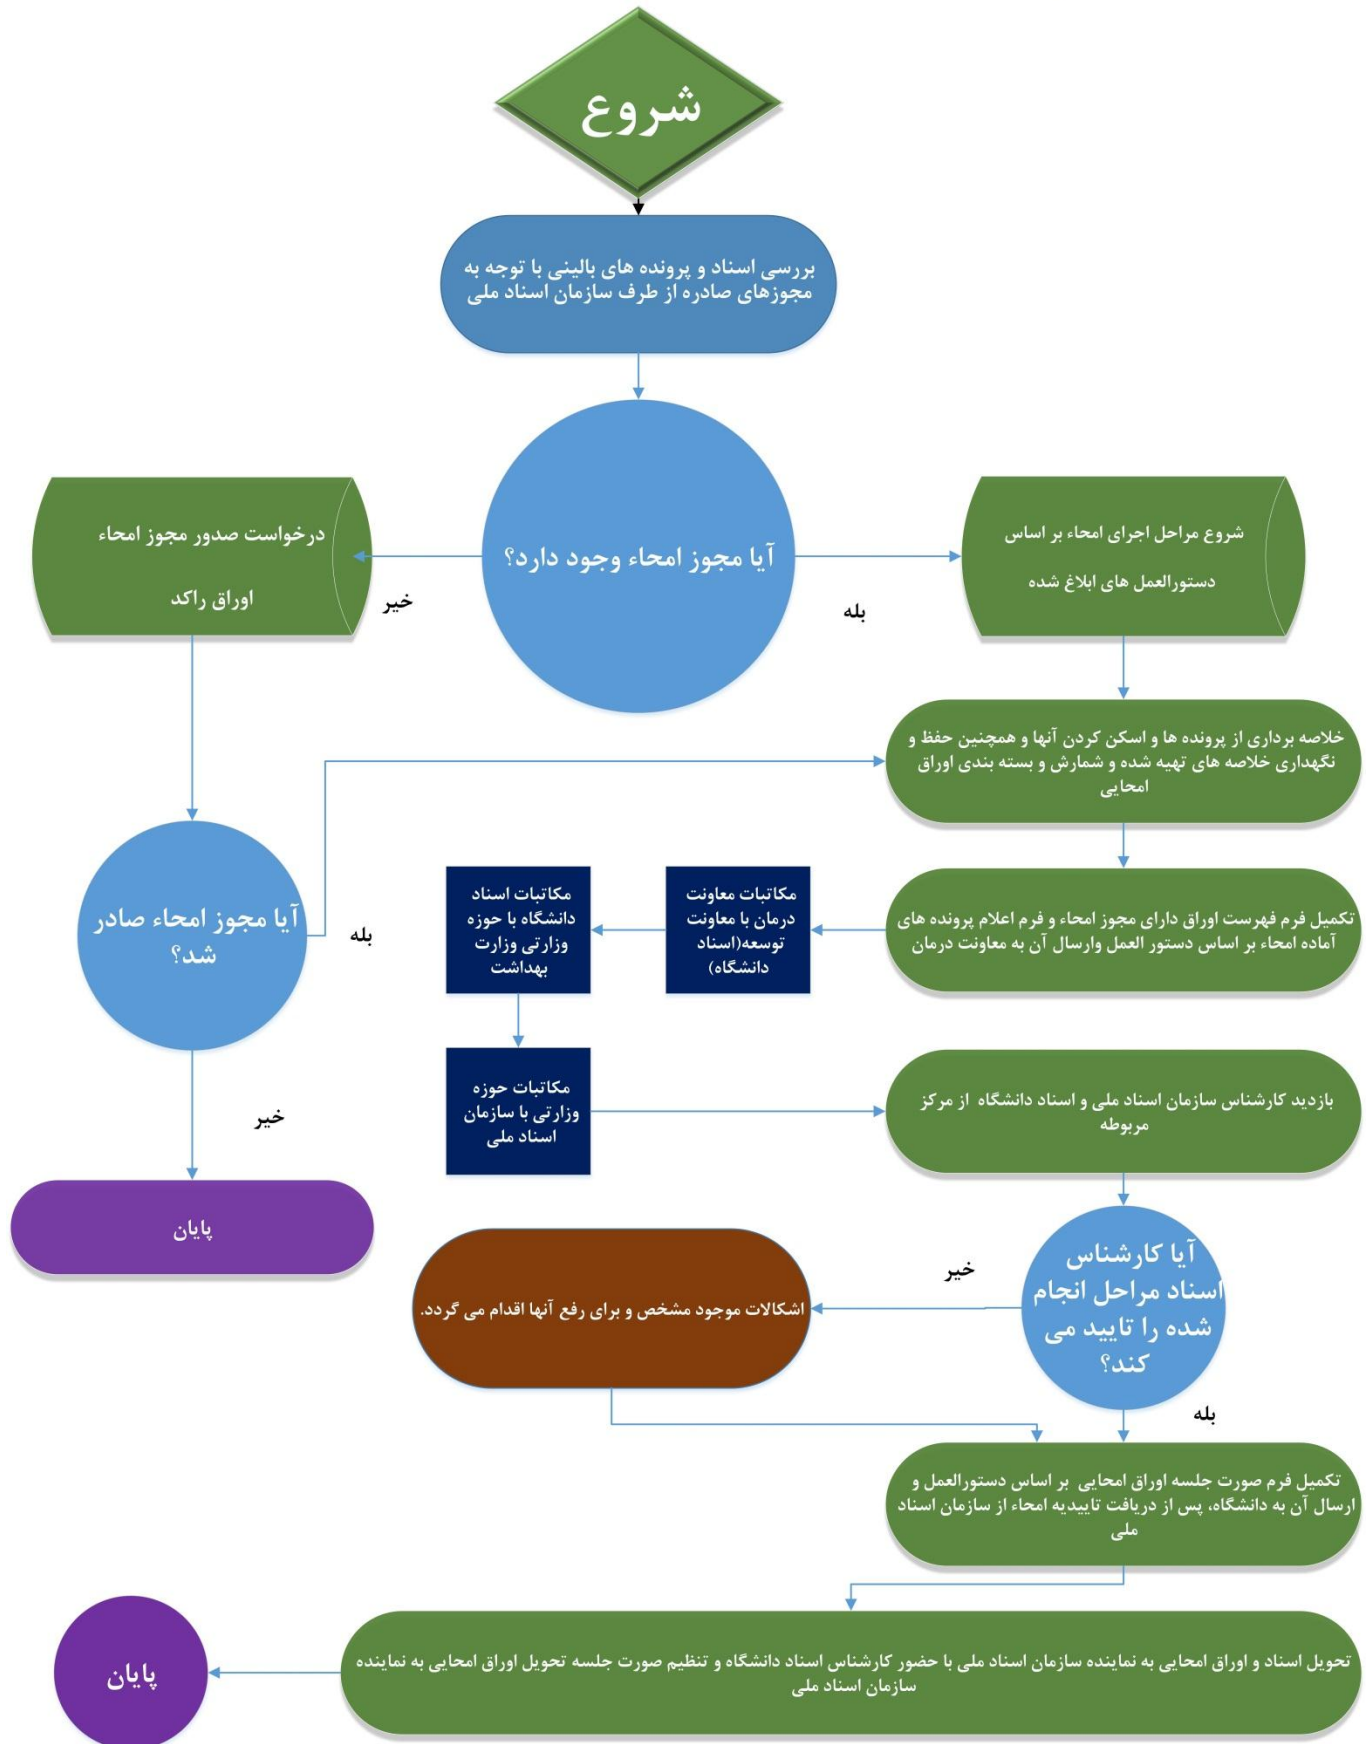 شروع
بررسی اسناد و پرونده های بالینی با توجه به
مجوزهای صادره از طرف سازمان اسناد ملی
آیا مجوز امحاء وجود دارد؟
بله
شروع مراحل اجرای امحاء بر اساس
دستورالعمل های ابلاغ شده
خیر
درخواست صدور مجوز امحاء
اوراق راکد
خلاصه برداری از پرونده ها و اسکن کردن آنها و همچنین حفظ و
نگهداری خلاصه های تهیه شده و شمارش و بسته بندی اوراق
امحایی
آیا مجوز امحاء صادر
شد؟
بله
تکمیل فرم فهرست اوراق دارای مجوز امحاء و فرم اعلام پرونده های
آماده امحاء بر اساس دستور العمل وارسال آن به معاونت درمان
مکاتبات معاونت
درمان با معاونت
توسعه(اسناد
دانشگاه)
مکاتبات اسناد
دانشگاه با حوزه
وزارتی وزارت
بهداشت
مکاتبات حوزه
وزارتی با سازمان
اسناد ملی
بازدید کارشناس سازمان اسناد ملی و اسناد دانشگاه از مرکز
مربوطه
خیر
پایان
آیا کارشناس
اسناد مراحل انجام
شده را تایید می
کند؟
خیر
اشکالات موجود مشخص و برای رفع آنها اقدام می گردد.
بله
تکمیل فرم صورت جلسه اوراق امحایی بر اساس دستورالعمل و
ارسال آن به دانشگاه، پس از دریافت تاییدیه امحاء از سازمان اسناد
ملی
تحویل اسناد و اوراق امحایی به نماینده سازمان اسناد ملی با حضور کارشناس اسناد دانشگاه و تنظیم صورت جلسه تحویل اوراق امحایی به نماینده
سازمان اسناد ملی
پایان